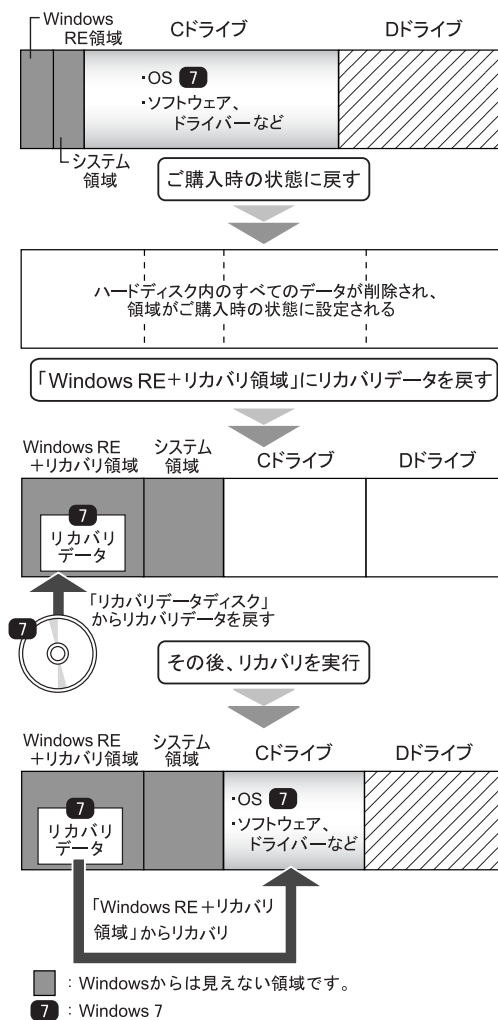 Windows
RE領域
Cドライブ
Dドライブ
・OS 7
・ソフトウェア、
ドライバーなど
システム
領域
ご購入時の状態に戻す
ハードディスク内のすべてのデータが削除され、
領域がご購入時の状態に設定される
「Windows RE+リカバリ領域」にリカバリデータを戻す
Windows RE
+リカバリ領域
システム
領域
Cドライブ
Dドライブ
7
リカバリ
データ
7
「リカバリデータディスク」
からリカバリデータを戻す
その後、リカバリを実行
Windows RE
+リカバリ領域
システム
領域
Cドライブ
Dドライブ
7
リカバリ
データ
・OS 7
・ソフトウェア、
ドライバーなど
「Windows RE+リカバリ
領域」からリカバリ
：Windowsからは見えない領域です。
7：Windows 7